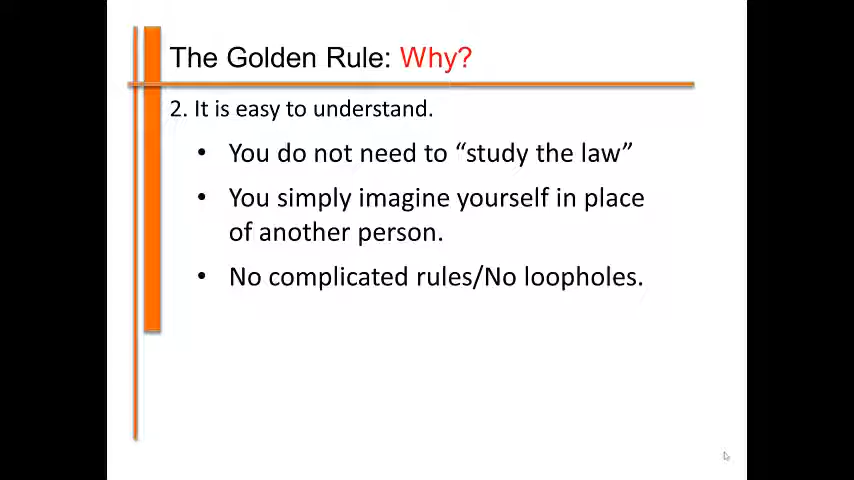 The Golden Rule: Why?
2. It is easy to understand.
• You do not need to “study the law”
• You simply imagine yourself in place
of another person.
• No complicated rules/No loopholes.